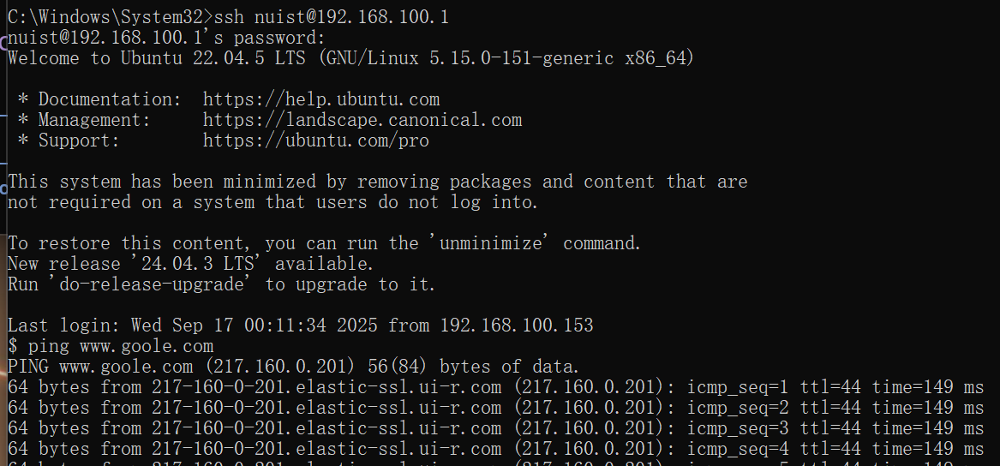 C:\Windows\System32>ssh nuist@192.168.100.1
nuist@192.168.100.1's password:
Welcome to Ubuntu 22.04.5 LTS (GNU/Linux 5.15.0-151-generic x86_64)

 * Documentation:  https://help.ubuntu.com
 * Management:     https://landscape.canonical.com
 * Support:        https://ubuntu.com/pro

This system has been minimized by removing packages and content that are
not required on a system that users do not log into.

To restore this content, you can run the 'unminimize' command.
New release '24.04.3 LTS' available.
Run 'do-release-upgrade' to upgrade to it.

Last login: Wed Sep 17 00:11:34 2025 from 192.168.100.153
$ ping www.goole.com
PING www.goole.com (217.160.0.201) 56(84) bytes of data.
64 bytes from 217-160-0-201.elastic-ssl.ui-r.com (217.160.0.201): icmp_seq=1 ttl=44 time=149 ms
64 bytes from 217-160-0-201.elastic-ssl.ui-r.com (217.160.0.201): icmp_seq=2 ttl=44 time=149 ms
64 bytes from 217-160-0-201.elastic-ssl.ui-r.com (217.160.0.201): icmp_seq=3 ttl=44 time=149 ms
64 bytes from 217-160-0-201.elastic-ssl.ui-r.com (217.160.0.201): icmp_seq=4 ttl=44 time=149 ms